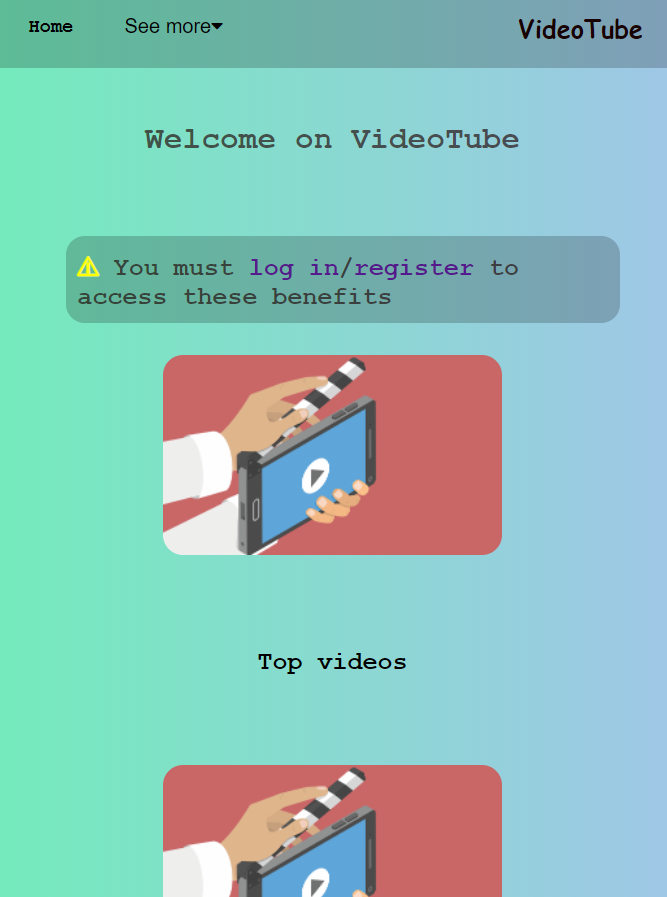 Home See more VideoTube
Welcome on VideoTube
You must log in/register to
access these benefits
Top videos